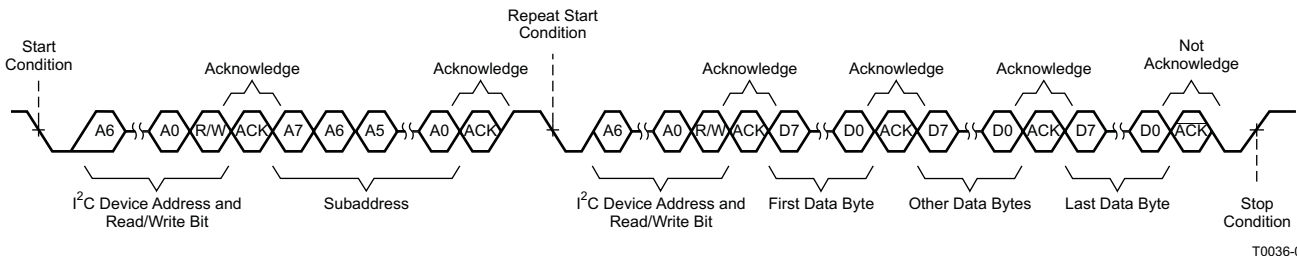 Repeat Start
Condition
Start
Condition
Not
Acknowledge
Acknowledge
Acknowledge
Acknowledge
Acknowledge
Acknowledge
A6 A0 R/W ACK A7 A6 A5 A0 ACK A6 A0 R/W ACK D7 D0 ACK D7 D0 ACK D7 D0 ACK
I²C Device Address and
Read/Write Bit
Subaddress
I²C Device Address and
Read/Write Bit
First Data Byte
Other Data Bytes
Last Data Byte
Stop
Condition
T0036-0